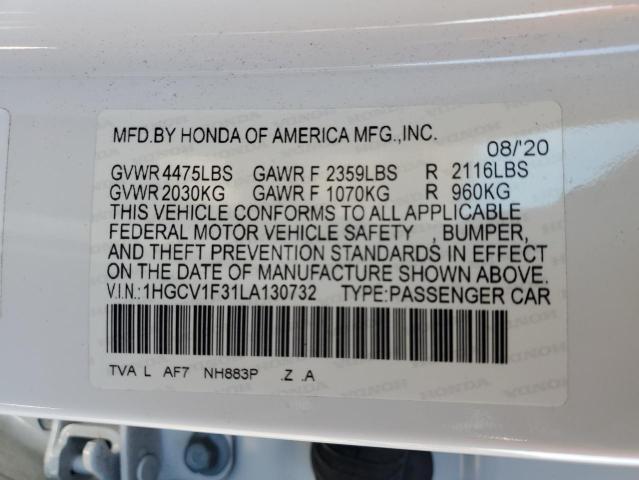 MFD.BY HONDA OF AMERICA MFG.,INC. 08/'20
GVWR 4475LBS GAWR F 2359LBS R 2116LBS
GVWR 2030KG GAWR F 1070KG R 960KG
THIS VEHICLE CONFORMS TO ALL APPLICABLE
FEDERAL MOTOR VEHICLE SAFETY , BUMPER,
AND THEFT PREVENTION STANDARDS IN EFFECT
ON THE DATE OF MANUFACTURE SHOWN ABOVE.
V.I.N.:1HGCV1F31LA130732 TYPE:PASSENGER CAR
TVA L AF7 NH883P .Z .A